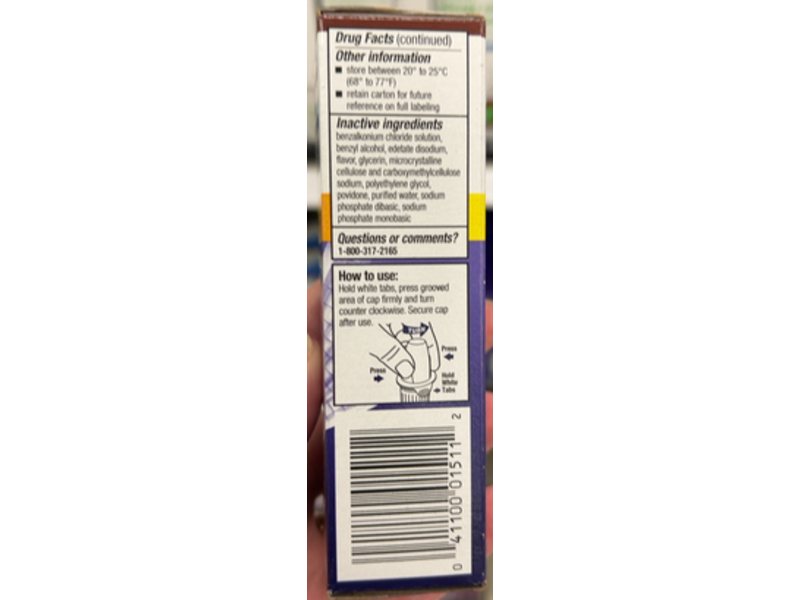 Drug Facts (continued)
Other information
■ store between 20° to 25°C
(68° to 77°F)
■ retain carton for future
reference on full labeling
Inactive ingredients
benzalkonium chloride solution,
benzyl alcohol, edetate disodium,
flavor, glycerin, microcrystalline
cellulose and carboxymethylcellulose
sodium, polyethylene glycol,
povidone, purified water, sodium
phosphate dibasic, sodium
phosphate monobasic
Questions or comments?
1-800-317-2165
How to use:
Hold white tabs, press grooved
area of cap firmly and turn
counter clockwise. Secure cap
after use.
Turn
Press
Press
Hold
White
Tabs
0 41100 01511 2